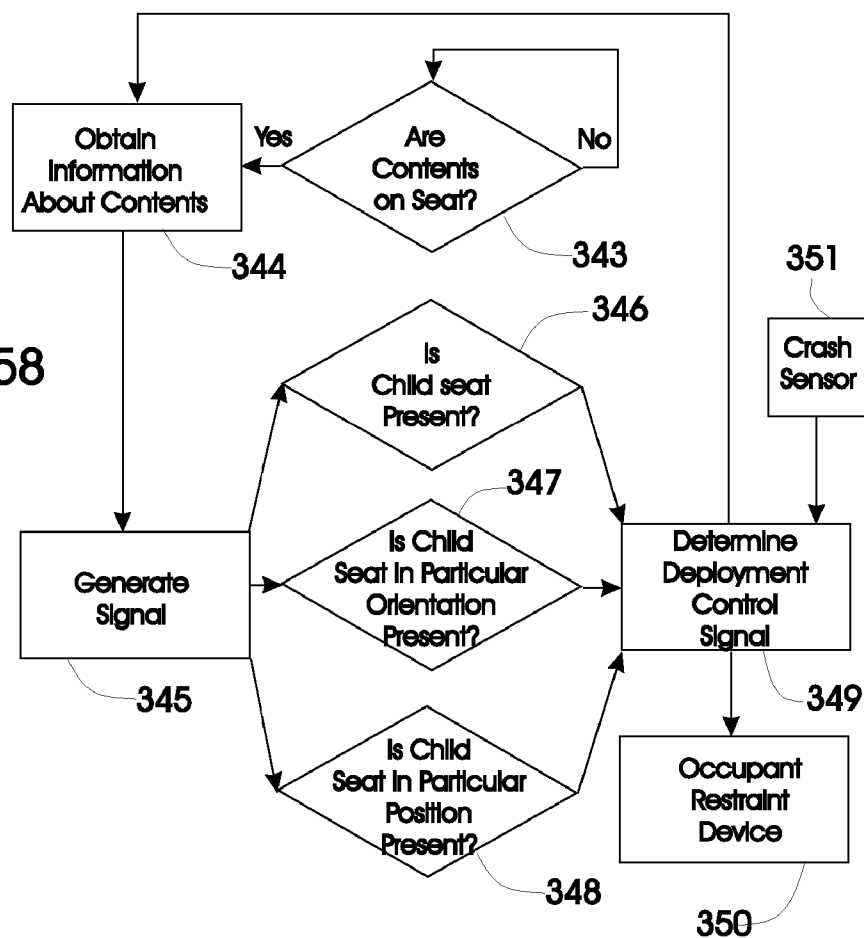 Obtain
Information
About Contents
Yes
Are
Contents
on Seat?
No
344
343
351
346
58
Is
Child seat
Present?
Crash
Sensor
347
Generate
Signal
Is Child
Seat in Particular
Orientation
Present?
Determine
Deployment
Control
Signal
345
349
Is Child
Seat in Particular
Position
Present?
Occupant
Restraint
Device
348
350